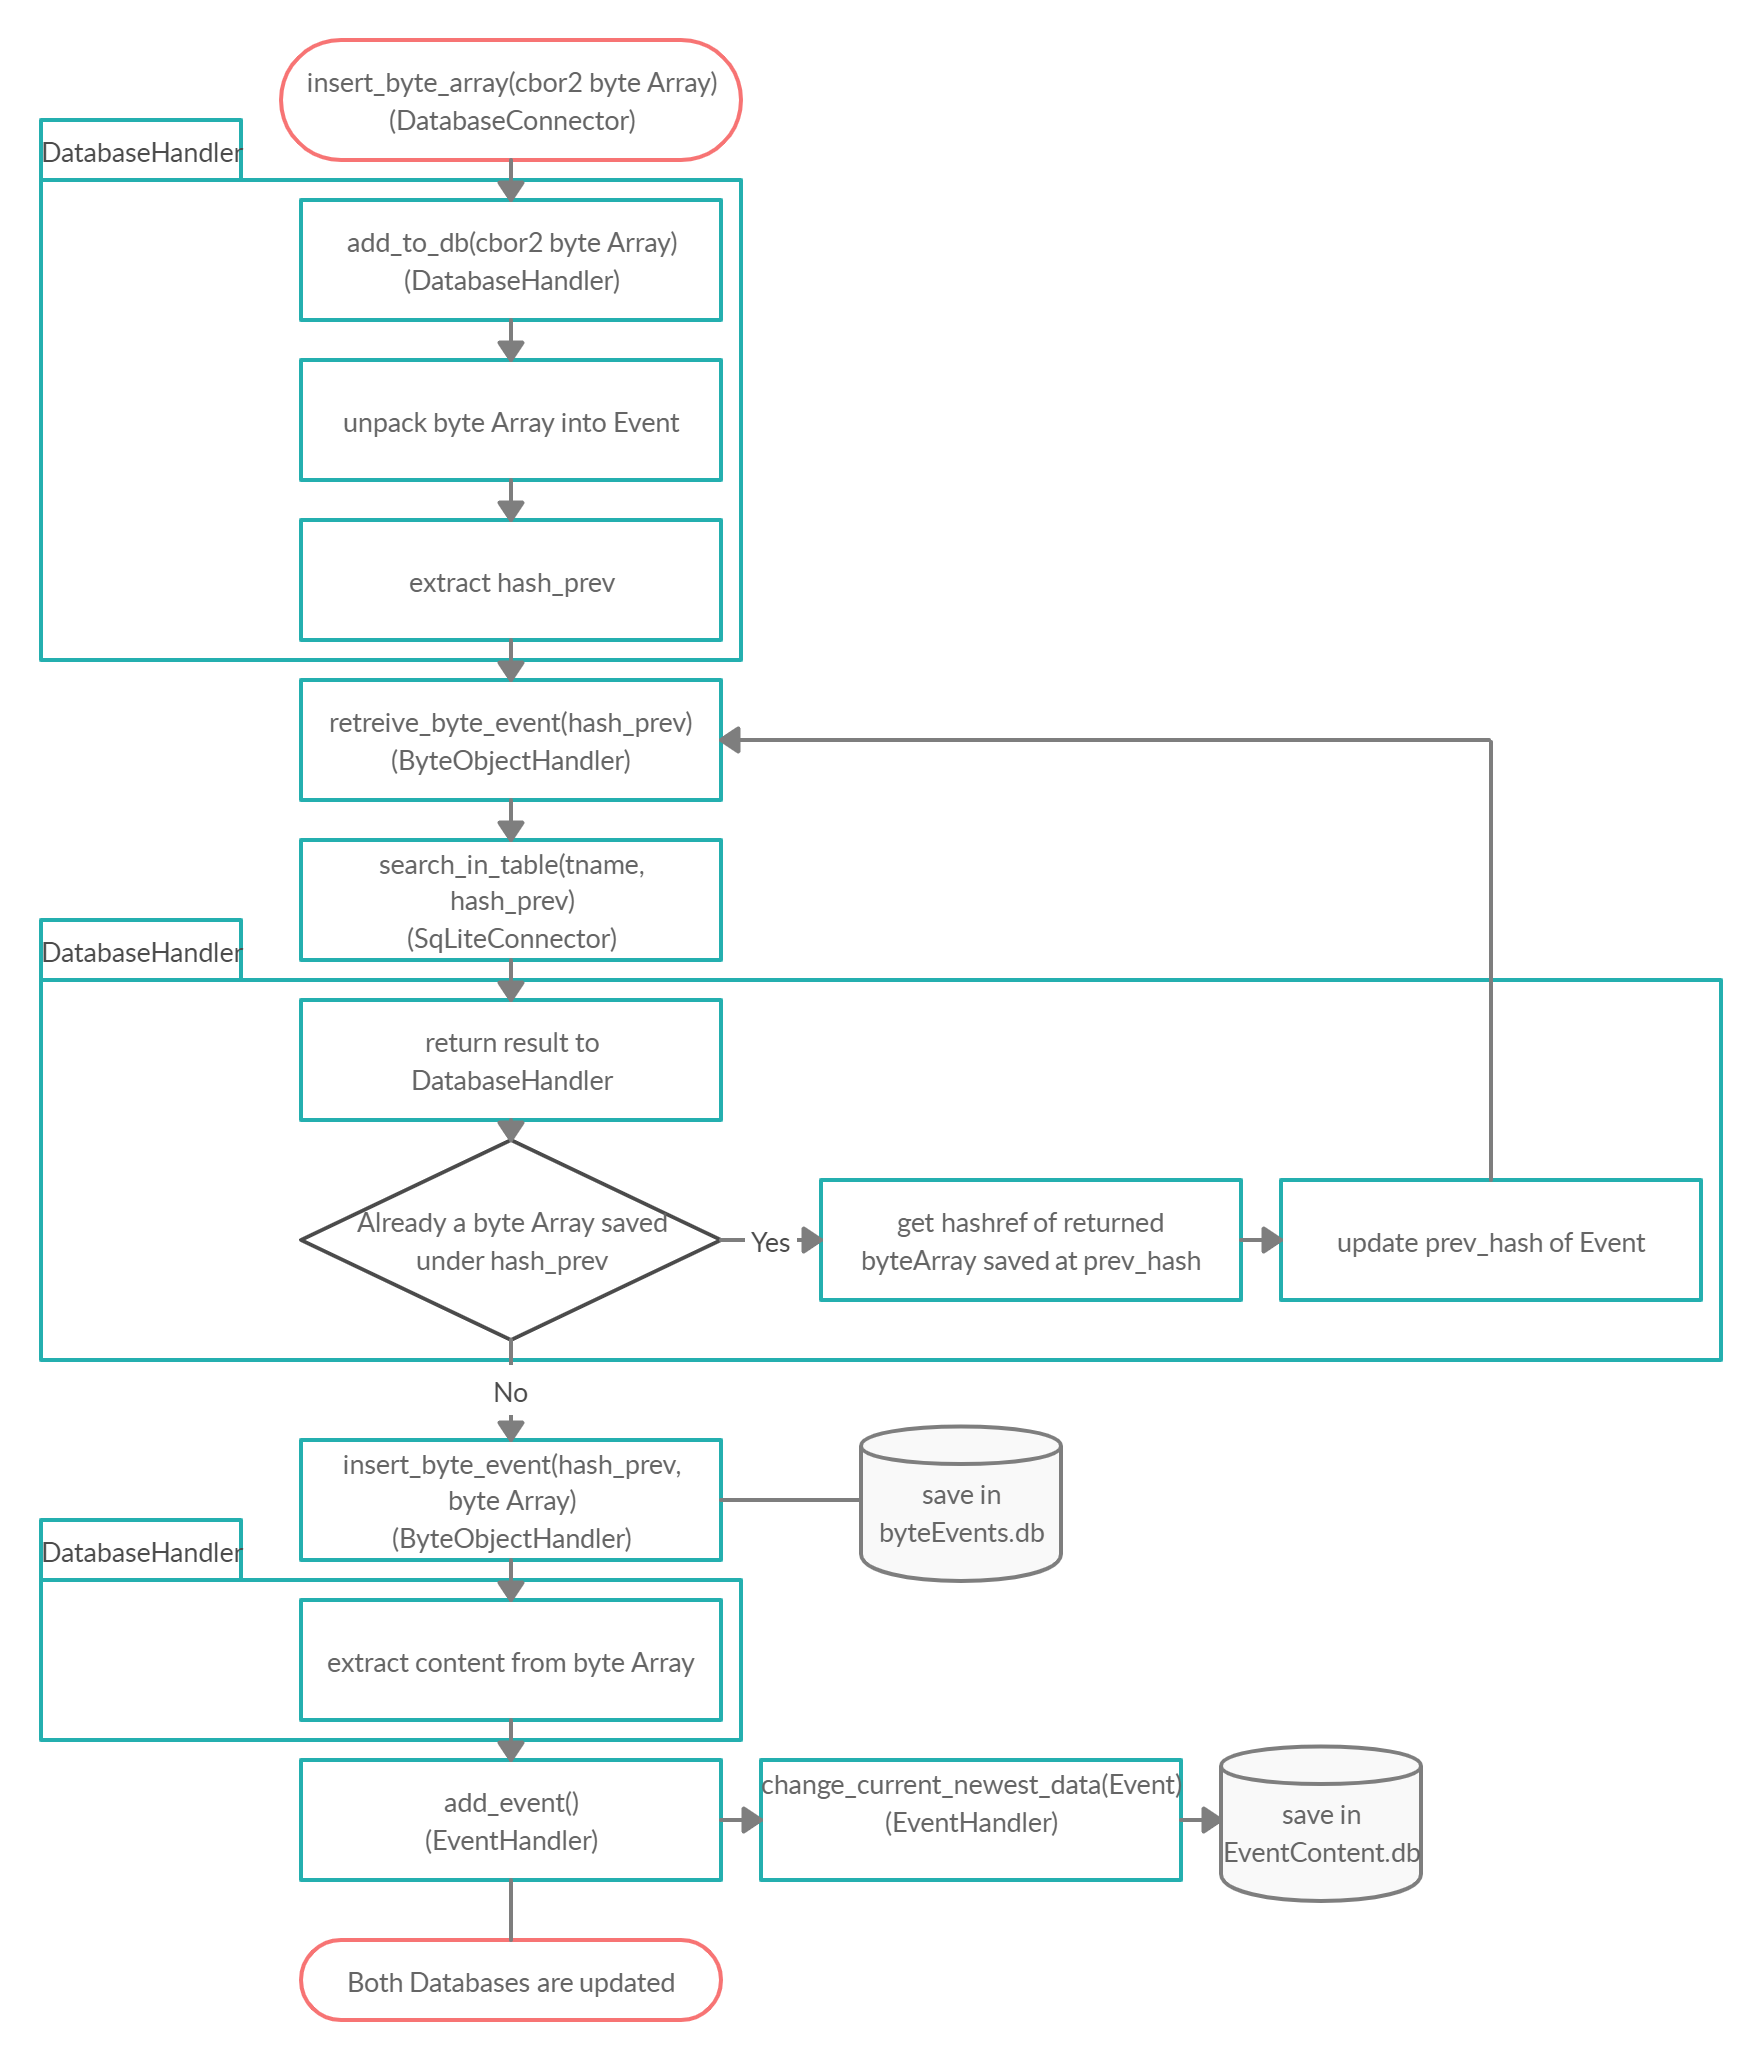 insert_byte_array(cbor2 byte Array)
(DatabaseConnector)
DatabaseHandler
add_to_db(cbor2 byte Array)
(DatabaseHandler)
unpack byte Array into Event
extract hash_prev
retreive_byte_event(hash_prev)
(ByteObjectHandler)
search_in_table(tname,
hash_prev)
(SqLiteConnector)
DatabaseHandler
return result to
DatabaseHandler
Already a byte Array saved
under hash_prev
Yes
get hashref of returned
byteArray saved at prev_hash
update prev_hash of Event
No
insert_byte_event(hash_prev,
byte Array)
(ByteObjectHandler)
save in
byteEvents.db
DatabaseHandler
extract content from byte Array
add_event()
(EventHandler)
change_current_newest_data(Event)
(EventHandler)
save in
EventContent.db
Both Databases are updated